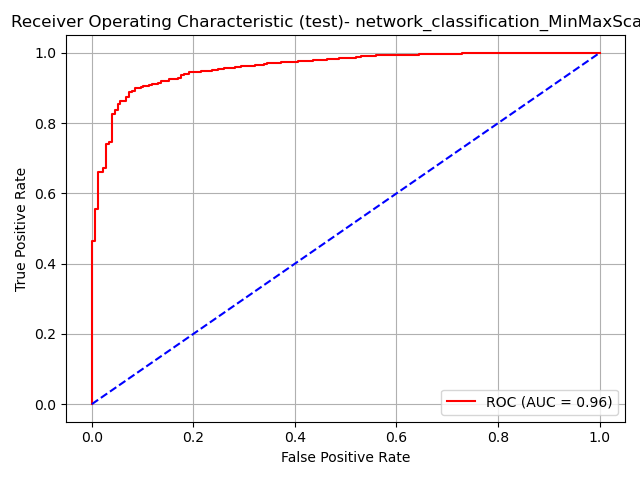 Receiver Operating Characteristic (test)- network_classification_MinMaxSca
1.0
0.8
0.6
0.4
0.2
0.0
True Positive Rate
ROC (AUC = 0.96)
0.0 0.2 0.4 0.6 0.8 1.0
False Positive Rate